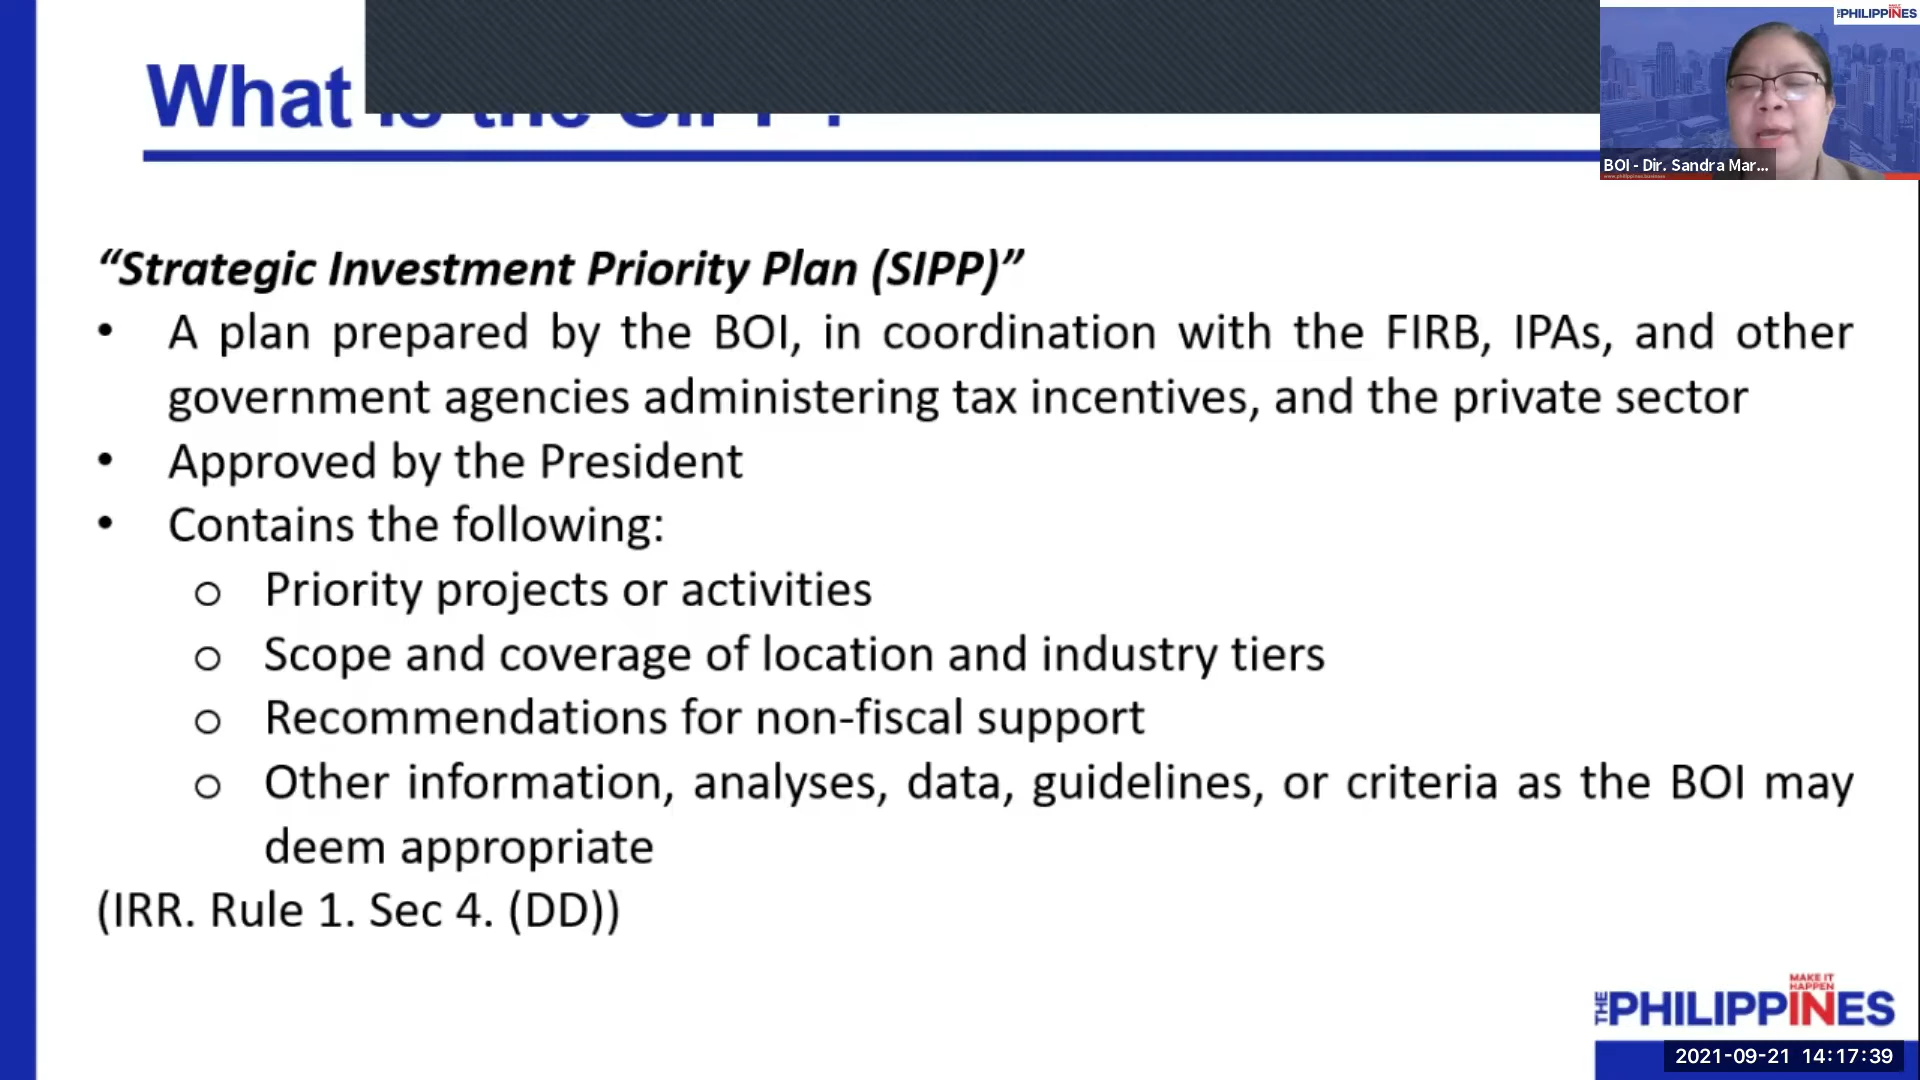 MAKE IT HAPPEN
THE PHILIPPINES
What is the SIPP ?
BOI - Dir. Sandra Mar...
“Strategic Investment Priority Plan (SIPP)”
• A plan prepared by the BOI, in coordination with the FIRB, IPAs, and other
government agencies administering tax incentives, and the private sector
• Approved by the President
• Contains the following:
o Priority projects or activities
o Scope and coverage of location and industry tiers
o Recommendations for non-fiscal support
o Other information, analyses, data, guidelines, or criteria as the BOI may
deem appropriate
(IRR. Rule 1. Sec 4. (DD))
MAKE IT
HAPPEN
THE PHILIPPINES
2021-09-21 14:17:39